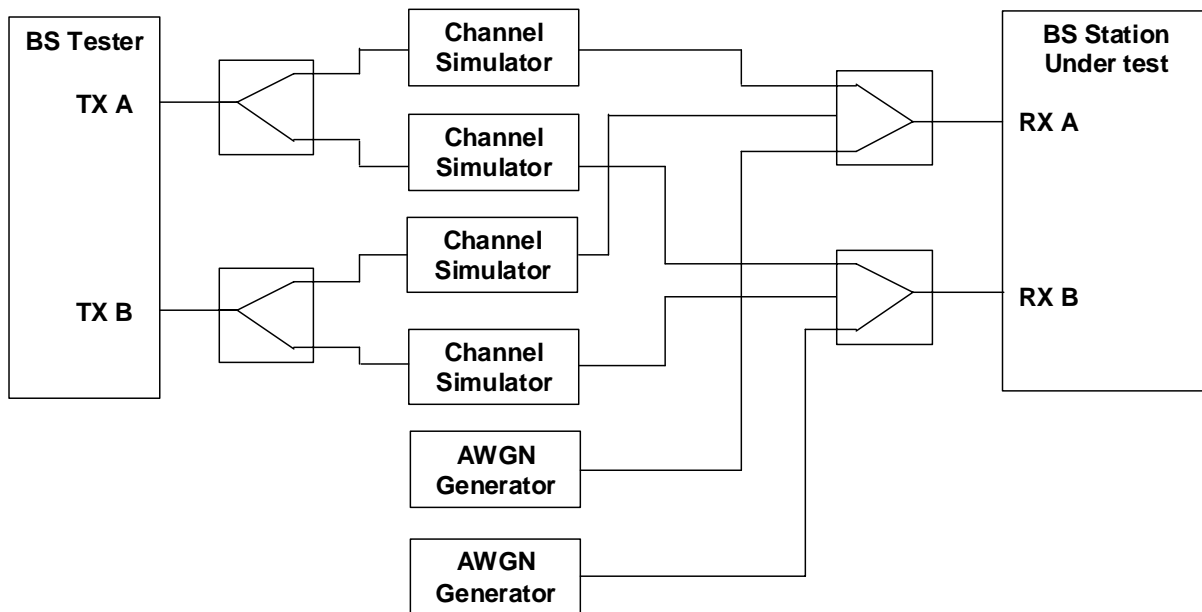 BS Tester
TX A
TX B
Channel
Simulator
Channel
Simulator
Channel
Simulator
Channel
Simulator
AWGN
Generator
AWGN
Generator
BS Station
Under test
RX A
RX B